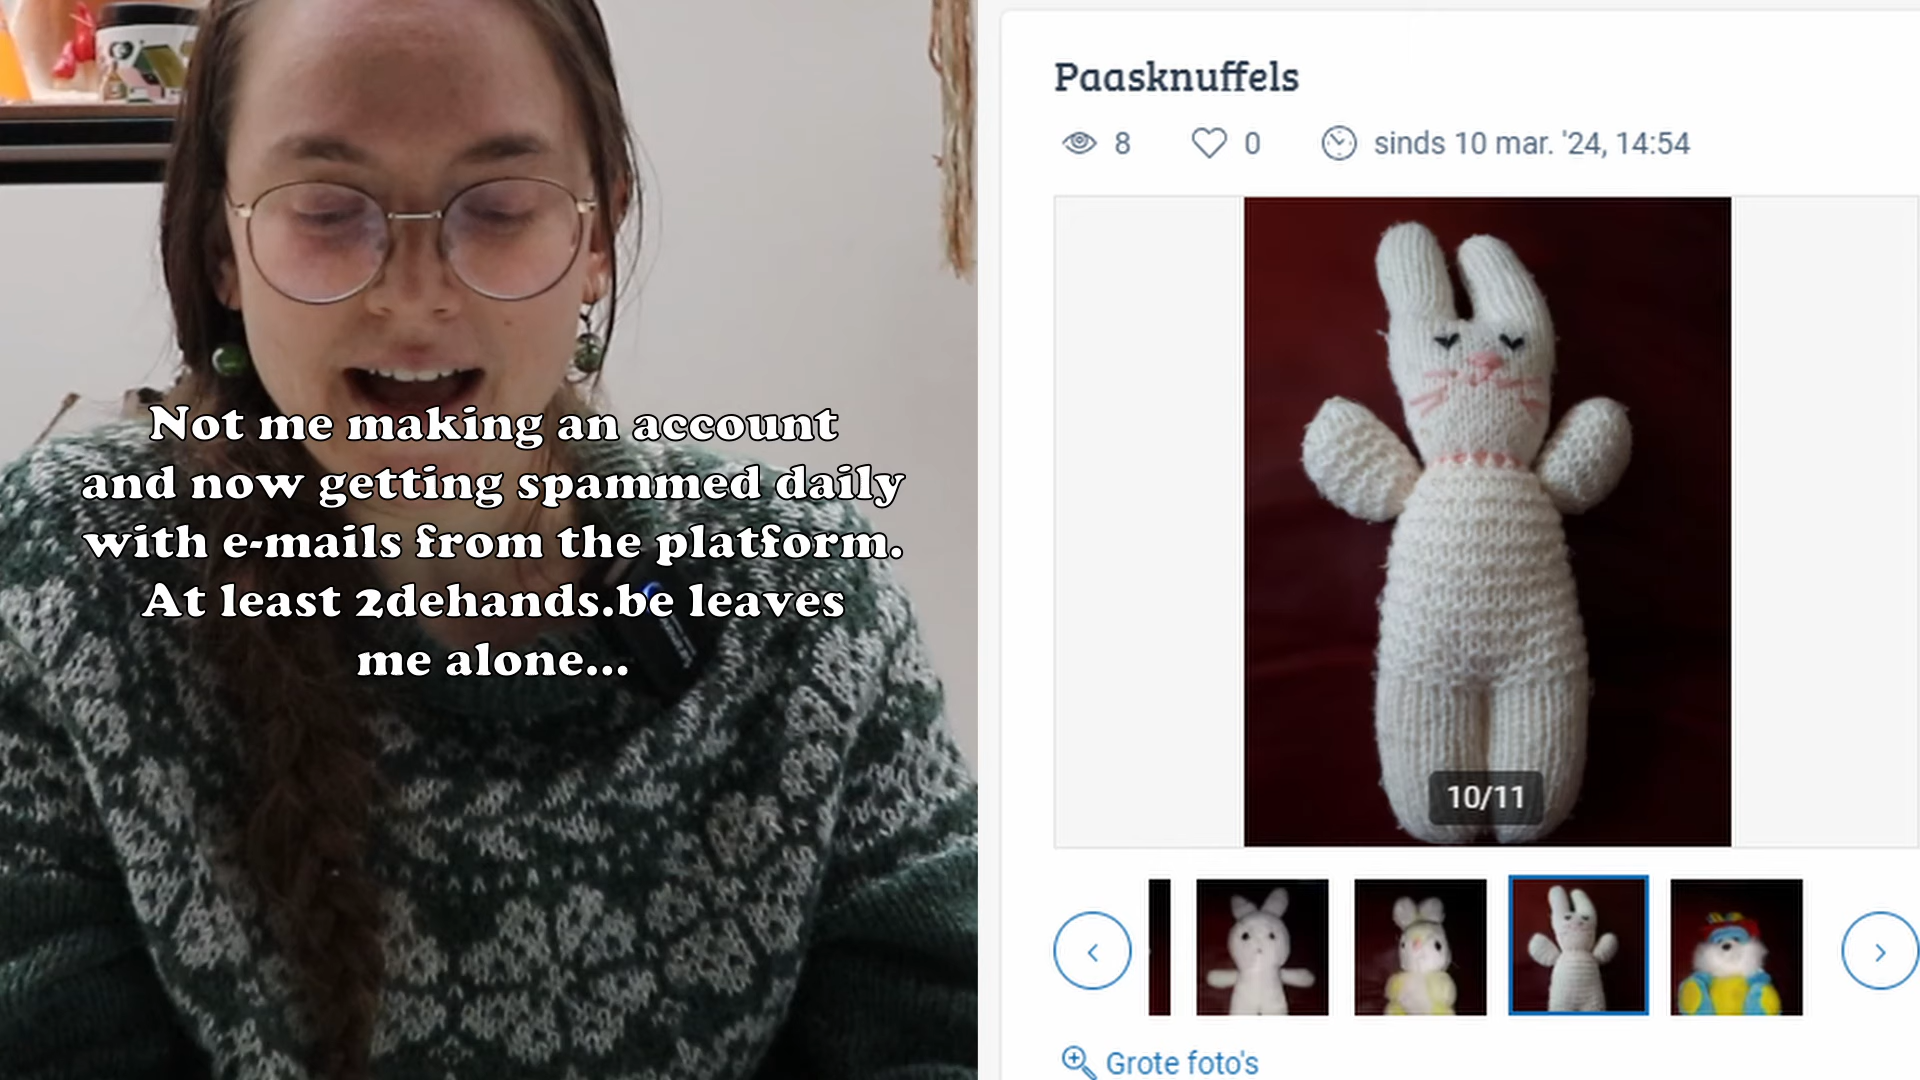 Not me making an account
and now getting spammed daily
with e-mails from the platform.
At least 2dehands.be leaves
me alone...
Paasknuffels
8
0
sinds 10 mar. '24, 14:54
10/11
Grote foto's